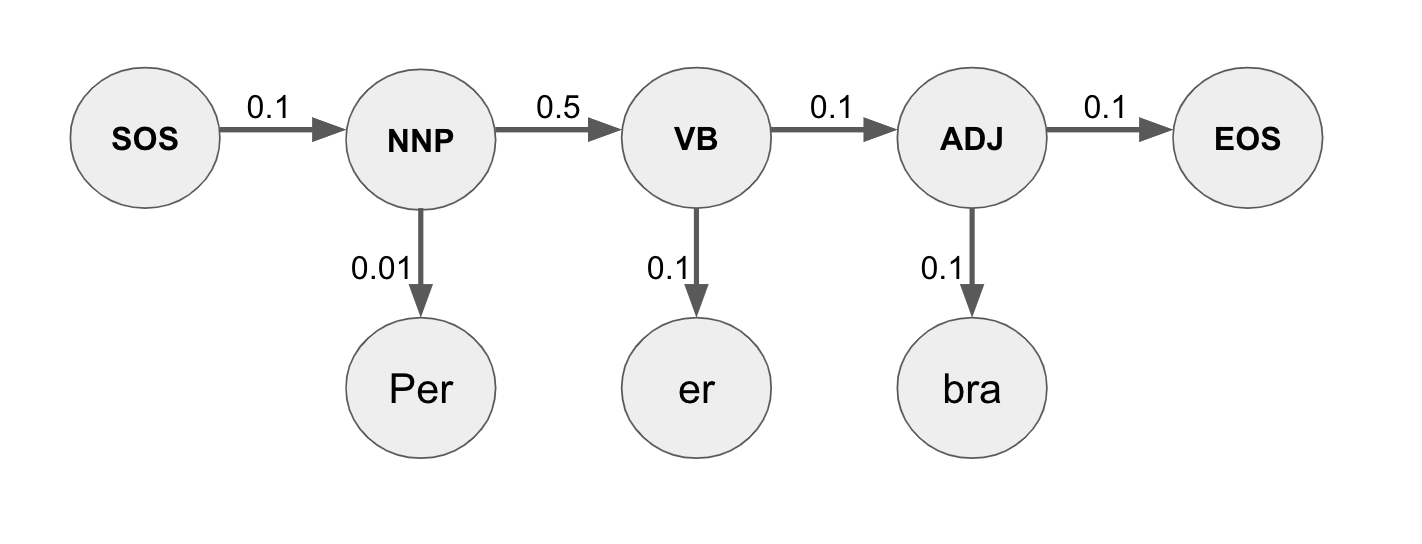 0.1 0.5 0.1 0.1
SOS NNP VB ADJ EOS
0.01 0.1 0.1
Per er bra